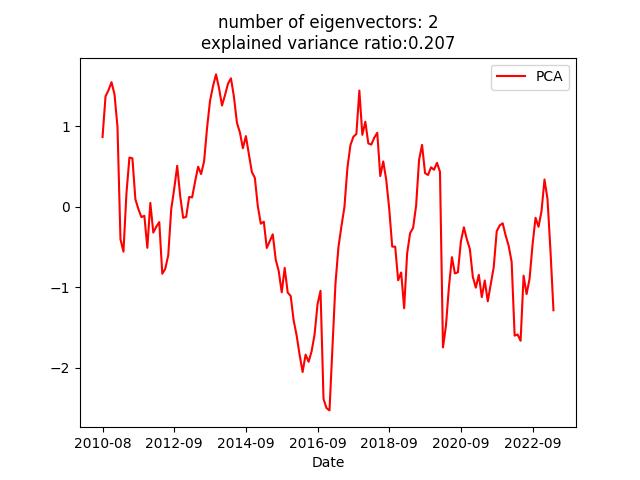 number of eigenvectors: 2
explained variance ratio:0.207
PCA
1
0
−1
−2
2010-08 2012-09 2014-09 2016-09 2018-09 2020-09 2022-09
Date